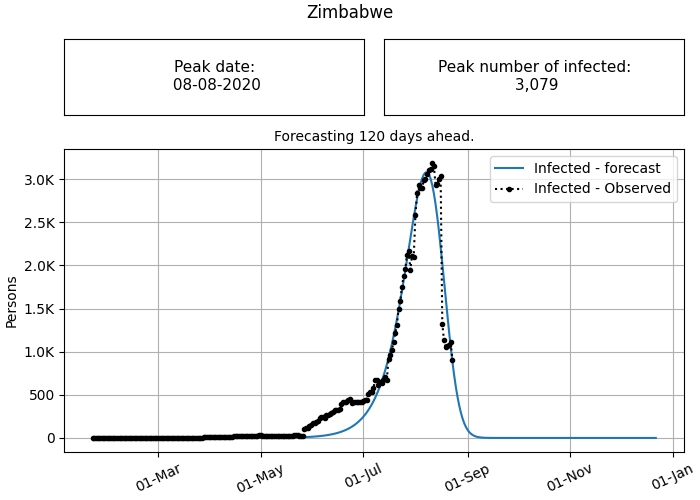 Zimbabwe
Peak date:
08-08-2020
Peak number of infected:
3,079
Forecasting 120 days ahead.
Infected - forecast
Infected - Observed
Persons
3.0K
2.5K
2.0K
1.5K
1.0K
500
0
01-Mar
01-May
01-Jul
01-Sep
01-Nov
01-Jan